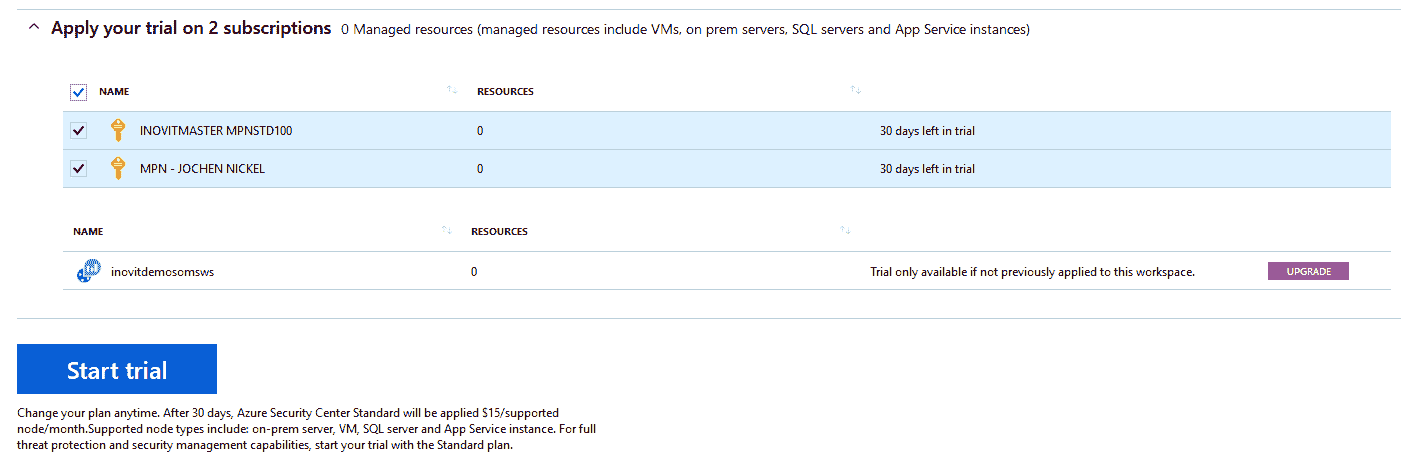 Apply your trial on 2 subscriptions 0 Managed resources (managed resources include VMs, on prem servers, SQL servers and App Service instances)
NAME RESOURCES
INOVITMASTER MPNSTD100 0 30 days left in trial
MPN - JOCHEN NICKEL 0 30 days left in trial
NAME RESOURCES
inovitdemosomsws 0 Trial only available if not previously applied to this workspace. UPGRADE
Start trial
Change your plan anytime. After 30 days, Azure Security Center Standard will be applied $15/supported
node/month.Supported node types include: on-prem server, VM, SQL server and App Service instance. For full
threat protection and security management capabilities, start your trial with the Standard plan.